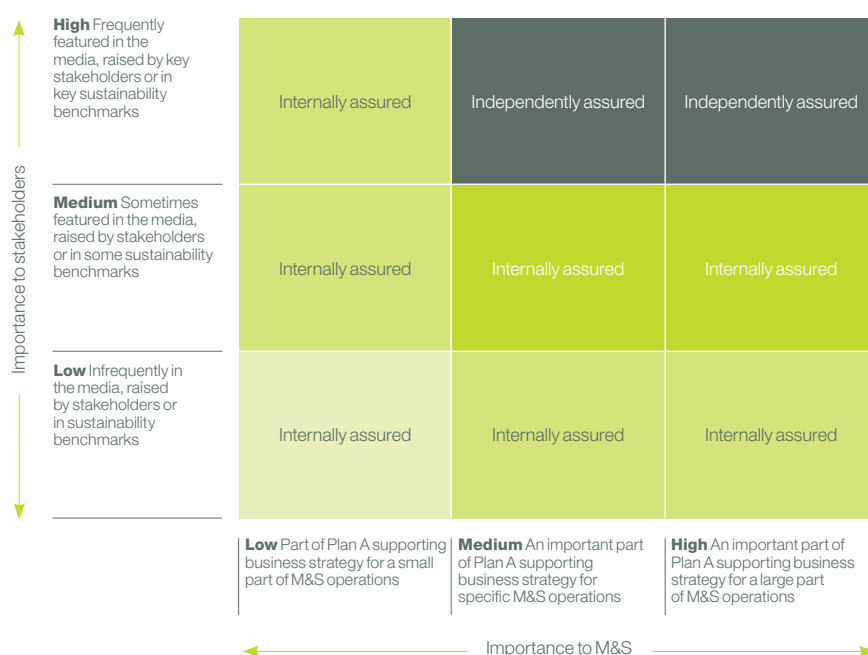 High Frequently
featured in the
media, raised by key
stakeholders or in
key sustainability
benchmarks
Internally assured
Independently assured
Independently assured
Importance to stakeholders
Medium Sometimes
featured in the media,
raised by stakeholders
or in some sustainability
benchmarks
Internally assured
Internally assured
Internally assured
Low Infrequently in
the media, raised
by stakeholders or
in sustainability
benchmarks
Internally assured
Internally assured
Internally assured
Low Part of Plan A supporting
business strategy for a small
part of M&S operations
Medium An important part
of Plan A supporting
business strategy for
specific M&S operations
High An important part of
Plan A supporting business
strategy for a large part
of M&S operations
Importance to M&S